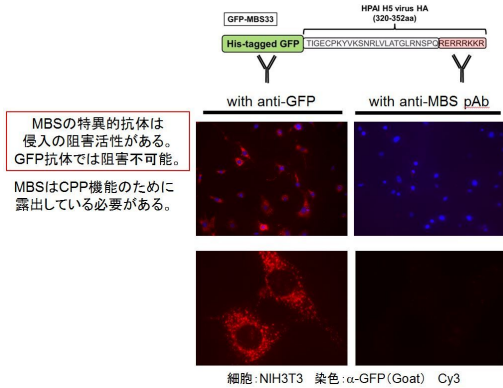 GFP-MBS33
HPAI H5 virus HA
(320-352aa)
His-tagged GFP
TIGECPKYVKSNRLVLATGLRNSPQRERRRKKR
with anti-GFP
with anti-MBS pAb
MBSの特異的抗体は
侵入の阻害活性がある。
GFP抗体では阻害不可能。
MBSはCPP機能のために
露出している必要がある。
細胞：NIH3T3　染色：α-GFP（Goat）　Cy3